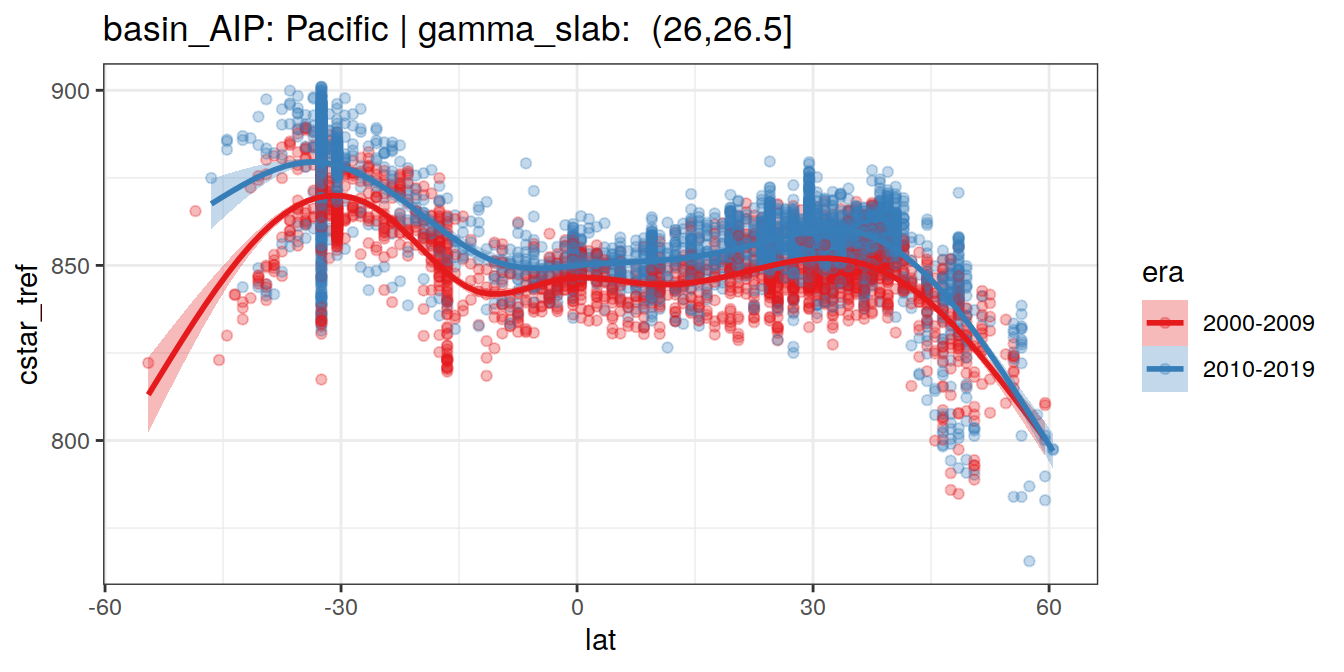 basin_AIP: Pacific | gamma_slab:  (26,26.5]
900
850
800
cstar_tref
-60
-30
0
30
60
lat
era
2000-2009
2010-2019